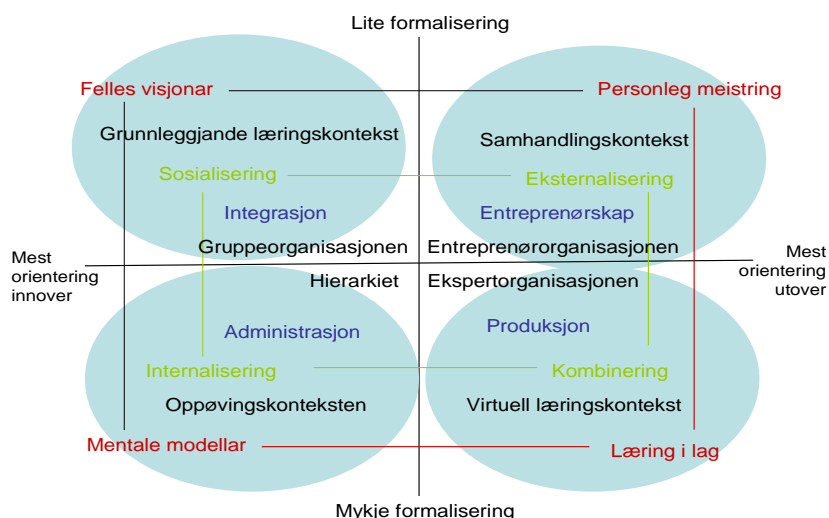 Lite formalisering
Felles visjonar
Personleg meistring
Grunnleggjande læringskontekst
Samhandlingskontekst
Sosialisering
Eksternalisering
Integrasjon
Entreprenørskap
Gruppeorganisasjonen
Entreprenørorganisasjonen
Mest
orientering
innover
Mest
orientering
utover
Hierarkiet
Ekspertorganisasjonen
Administrasjon
Produksjon
Internalisering
Kombinering
Oppøvingskonteksten
Virtuell læringskontekst
Mentale modellar
Læring i lag
Mykje formalisering